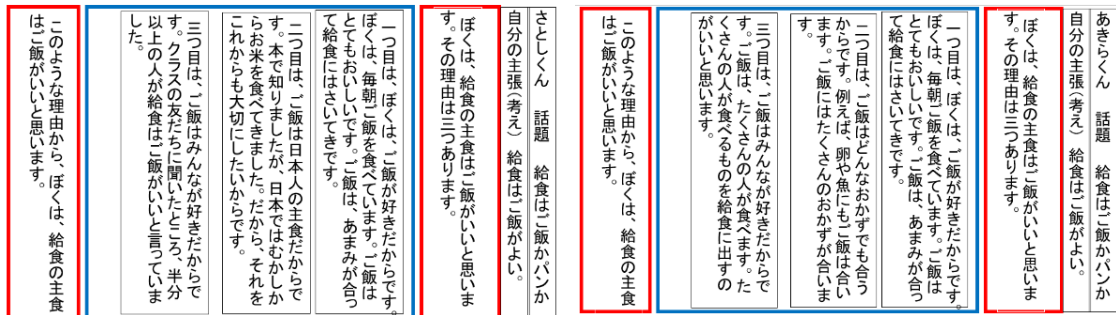 あきらくん　話題　給食はご飯かパンか
自分の主張（考え）　給食はご飯がよい。
ぼくは、給食の主食はご飯がいいと思いま
す。その理由は三つあります。
一つ目は、ぼくは、ご飯が好きだからです。
ぼくは、毎朝ご飯を食べています。ご飯は
とてもおいしいです。ご飯は、あまみが合っ
て給食にはさいてきです。
二つ目は、ご飯はどんなおかずでも合う
からです。例えば、卵や魚にもご飯は合い
ます。ご飯にはたくさんのおかずが合いま
す。
三つ目は、ご飯はみんなが好きだからで
す。ご飯は、たくさんの人が食べます。た
くさんの人が食べるものを給食に出すの
がいいと思います。
このような理由から、ぼくは、給食の主食
はご飯がいいと思います。
さとしくん　話題　給食はご飯かパンか
自分の主張（考え）　給食はご飯がよい。
ぼくは、給食の主食はご飯がいいと思いま
す。その理由は三つあります。
一つ目は、ぼくは、ご飯が好きだからです。
ぼくは、毎朝ご飯を食べています。ご飯は
とてもおいしいです。ご飯は、あまみが合っ
て給食にはさいてきです。
二つ目は、ご飯は日本人の主食だからで
す。本で知りましたが、日本ではむかしか
らお米を食べてきました。だから、それを
これからも大切にしたいからです。
三つ目は、ご飯はみんなが好きだからで
す。クラスの友だちに聞いたところ、半分
以上の人が給食はご飯がいいと言っていま
した。
このような理由から、ぼくは、給食の主食
はご飯がいいと思います。